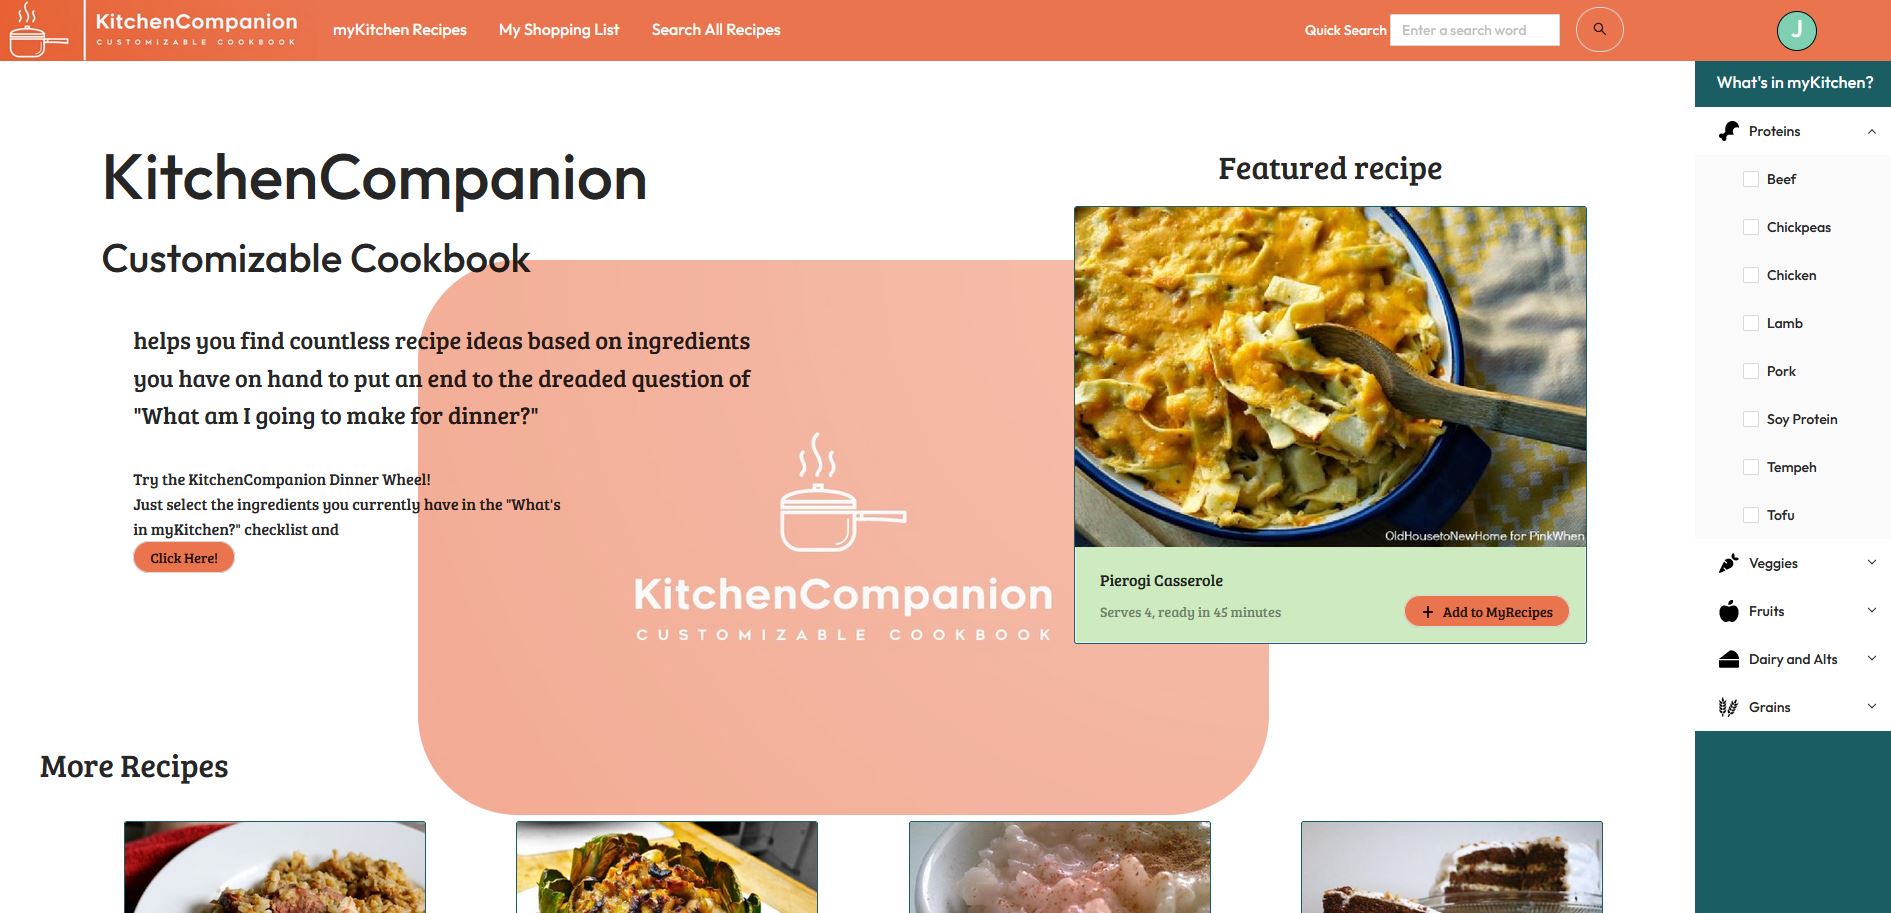 KitchenCompanion
CUSTOMIZABLE COOKBOOK
myKitchen Recipes
My Shopping List
Search All Recipes
Quick Search
Enter a search word
J
KitchenCompanion
Customizable Cookbook
helps you find countless recipe ideas based on ingredients
you have on hand to put an end to the dreaded question of
"What am I going to make for dinner?"
Try the KitchenCompanion Dinner Wheel!
Just select the ingredients you currently have in the "What's
in myKitchen?" checklist and
Click Here!
KitchenCompanion
CUSTOMIZABLE COOKBOOK
Featured recipe
OldHousetoNewHome for PinkWhen
Pierogi Casserole
Serves 4, ready in 45 minutes
+ Add to MyRecipes
More Recipes
What's in myKitchen?
Proteins
Beef
Chickpeas
Chicken
Lamb
Pork
Soy Protein
Tempeh
Tofu
Veggies
Fruits
Dairy and Alts
Grains